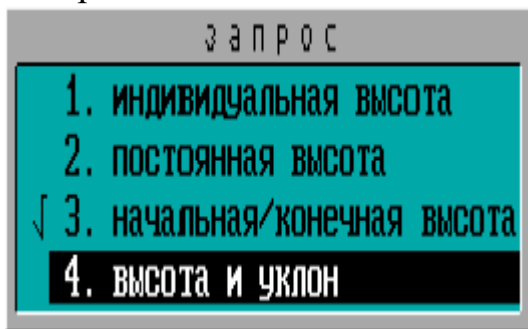 запрос
1. индивидуальная высота
2. постоянная высота
√ 3. начальная/конечная высота
4. высота и уклон